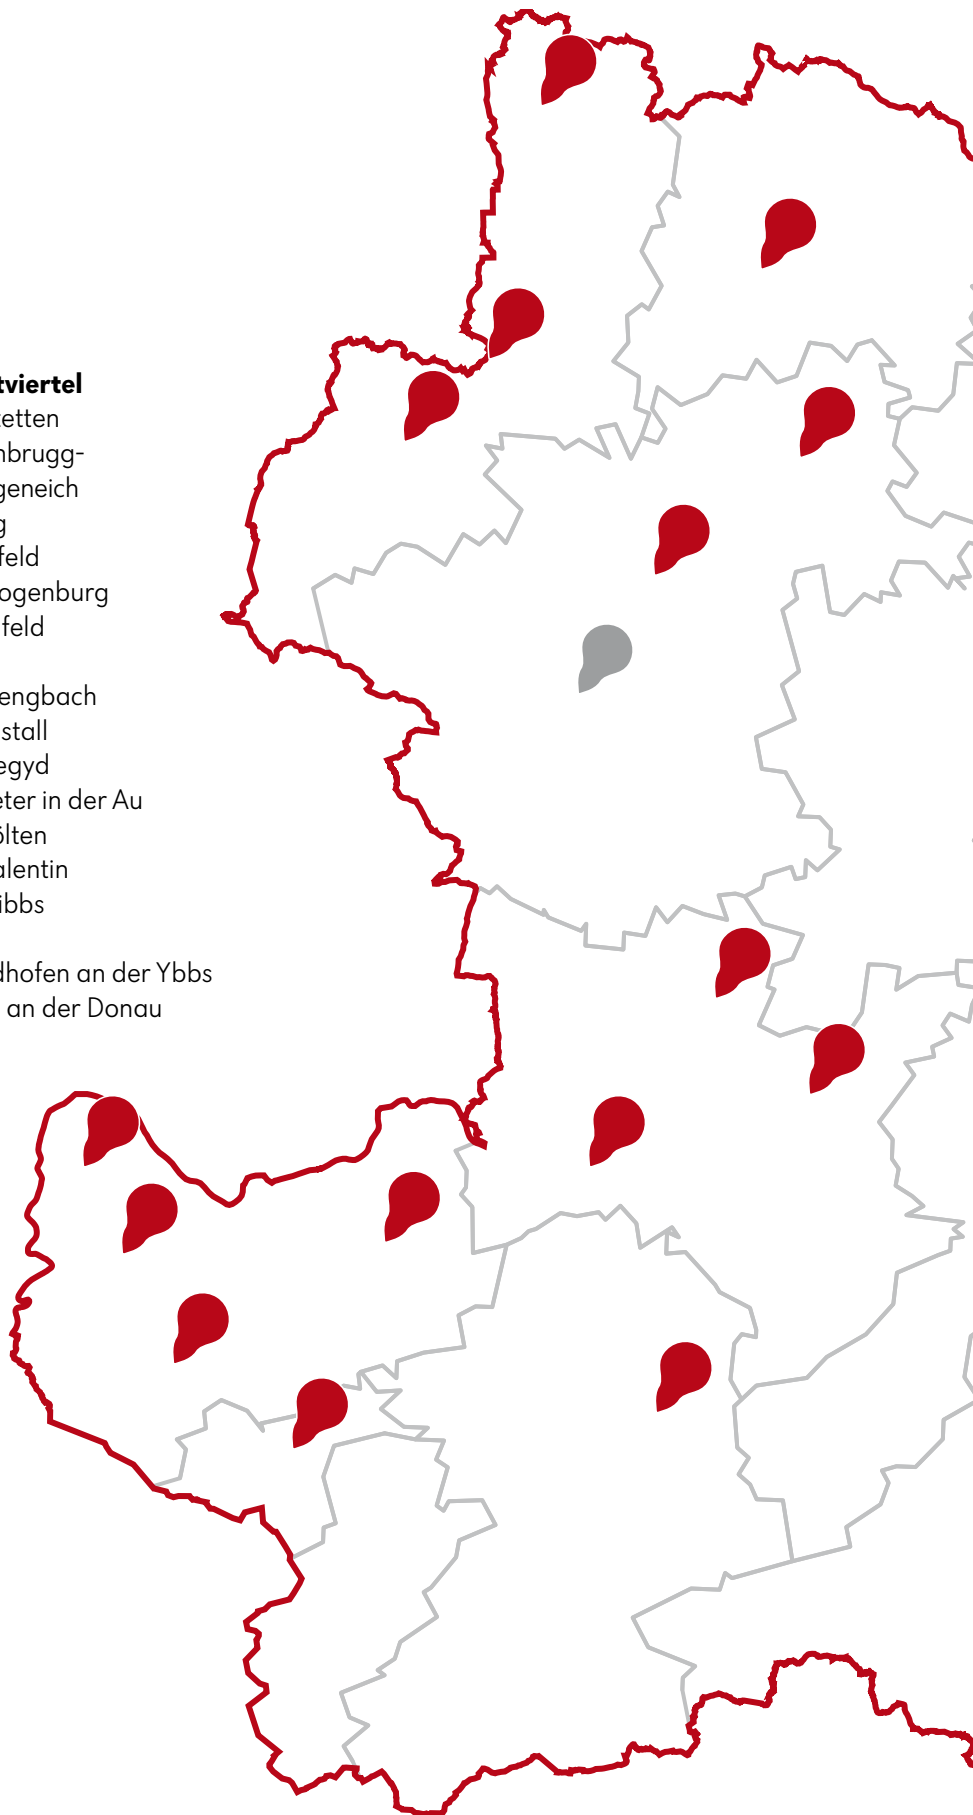 tviertel
tetten
nbrugg-
geneich
g
feld
ogenburg
feld
engbach
stall
egyd
eter in der Au
ölten
alentin
ibbs
dhofen an der Ybbs
an der Donau